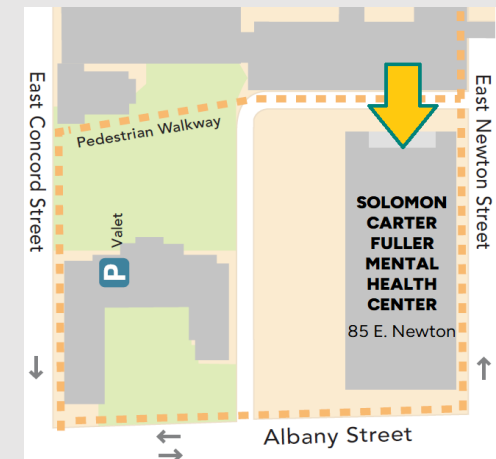 East Concord Street
Pedestrian Walkway
East Newton Street
Valet
P
SOLOMON
CARTER
FULLER
MENTAL
HEALTH
CENTER
85 E. Newton
Albany Street